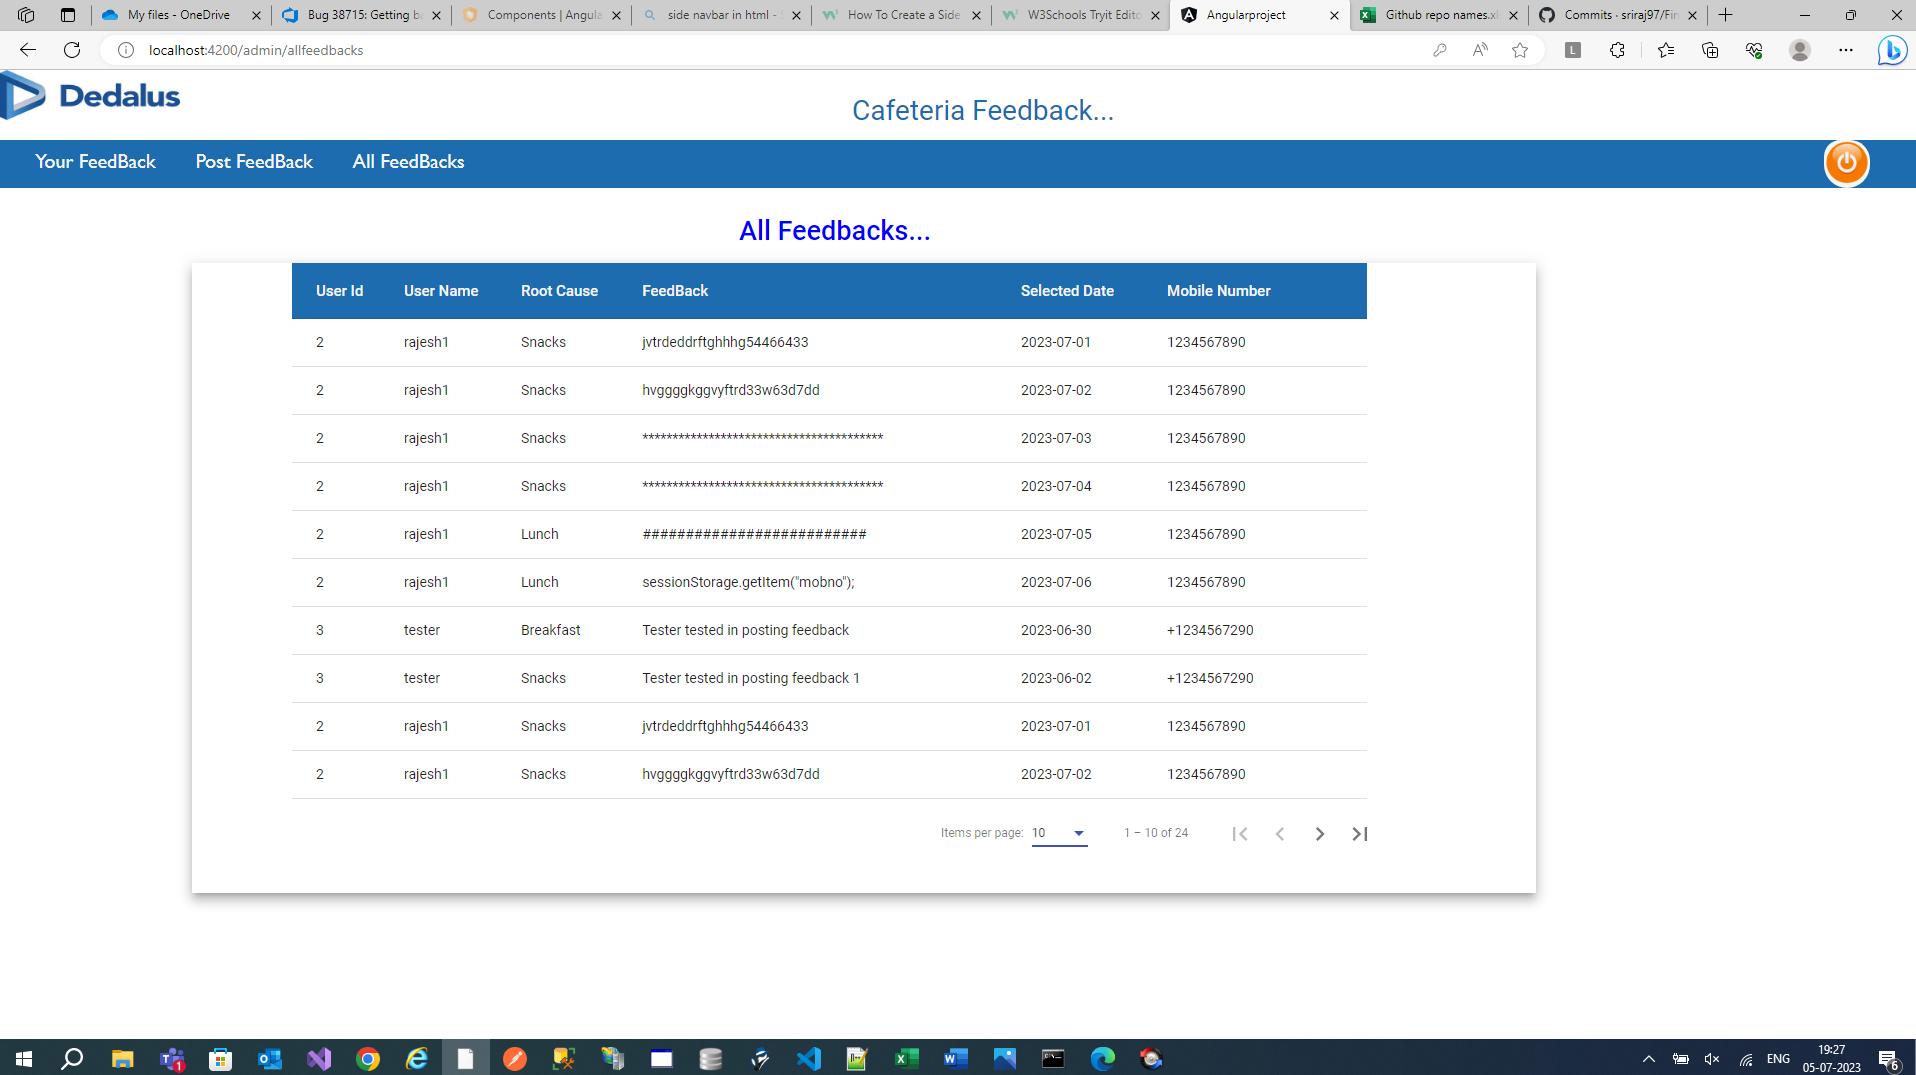 My files - OneDrive
Bug 38715: Getting ba
Components | Angula
side navbar in html - S
How To Create a Side
W3Schools Tryit Edito
Angularproject
Github repo names.xl
Commits · sriraj97/Fin
localhost:4200/admin/allfeedbacks
L
Dedalus
Cafeteria Feedback...
Your FeedBack Post FeedBack All FeedBacks
All Feedbacks...
User Id User Name Root Cause FeedBack Selected Date Mobile Number
2 rajesh1 Snacks jvtrdeddrftghhhg54466433 2023-07-01 1234567890
2 rajesh1 Snacks hvggggkggvyftrd33w63d7dd 2023-07-02 1234567890
2 rajesh1 Snacks **************************************** 2023-07-03 1234567890
2 rajesh1 Snacks **************************************** 2023-07-04 1234567890
2 rajesh1 Lunch ########################## 2023-07-05 1234567890
2 rajesh1 Lunch sessionStorage.getItem("mobno"); 2023-07-06 1234567890
3 tester Breakfast Tester tested in posting feedback 2023-06-30 +1234567290
3 tester Snacks Tester tested in posting feedback 1 2023-06-02 +1234567290
2 rajesh1 Snacks jvtrdeddrftghhhg54466433 2023-07-01 1234567890
2 rajesh1 Snacks hvggggkggvyftrd33w63d7dd 2023-07-02 1234567890
Items per page: 10 1 – 10 of 24
ENG
19:27
05-07-2023
6